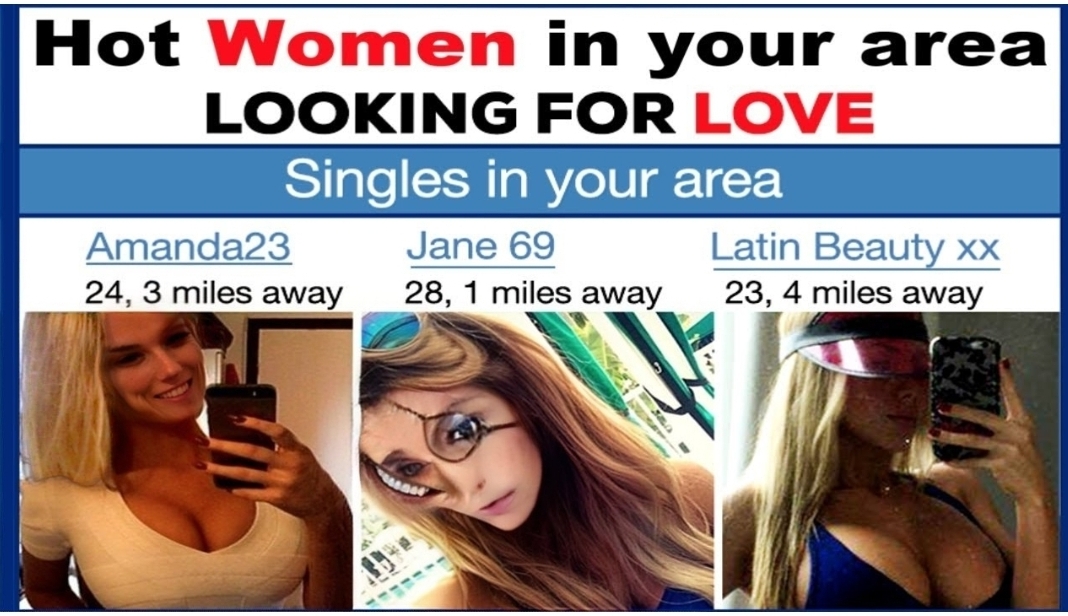 Hot Women in your area
LOOKING FOR LOVE
Singles in your area
Amanda23 Jane 69 Latin Beauty xx
24, 3 miles away 28, 1 miles away 23, 4 miles away